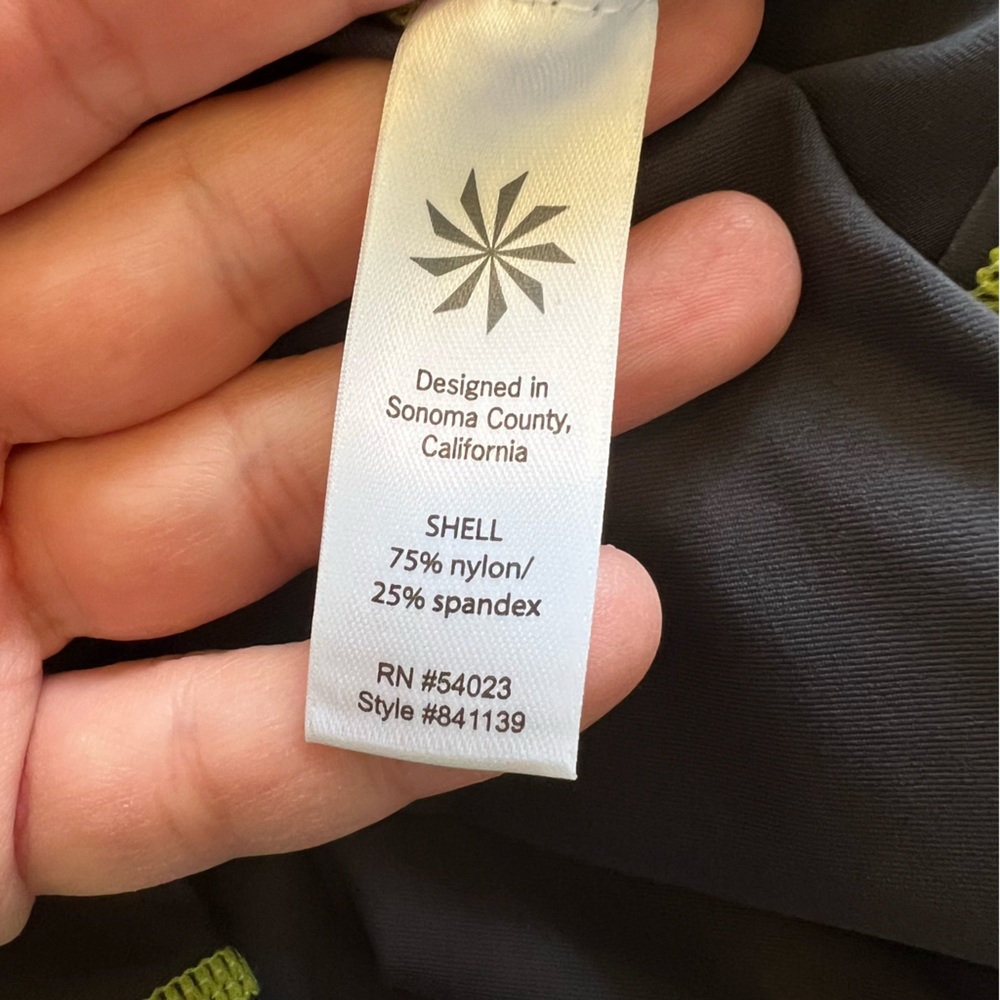 Designed in
Sonoma County,
California
SHELL
75% nylon/
25% spandex
RN #54023
Style #841139